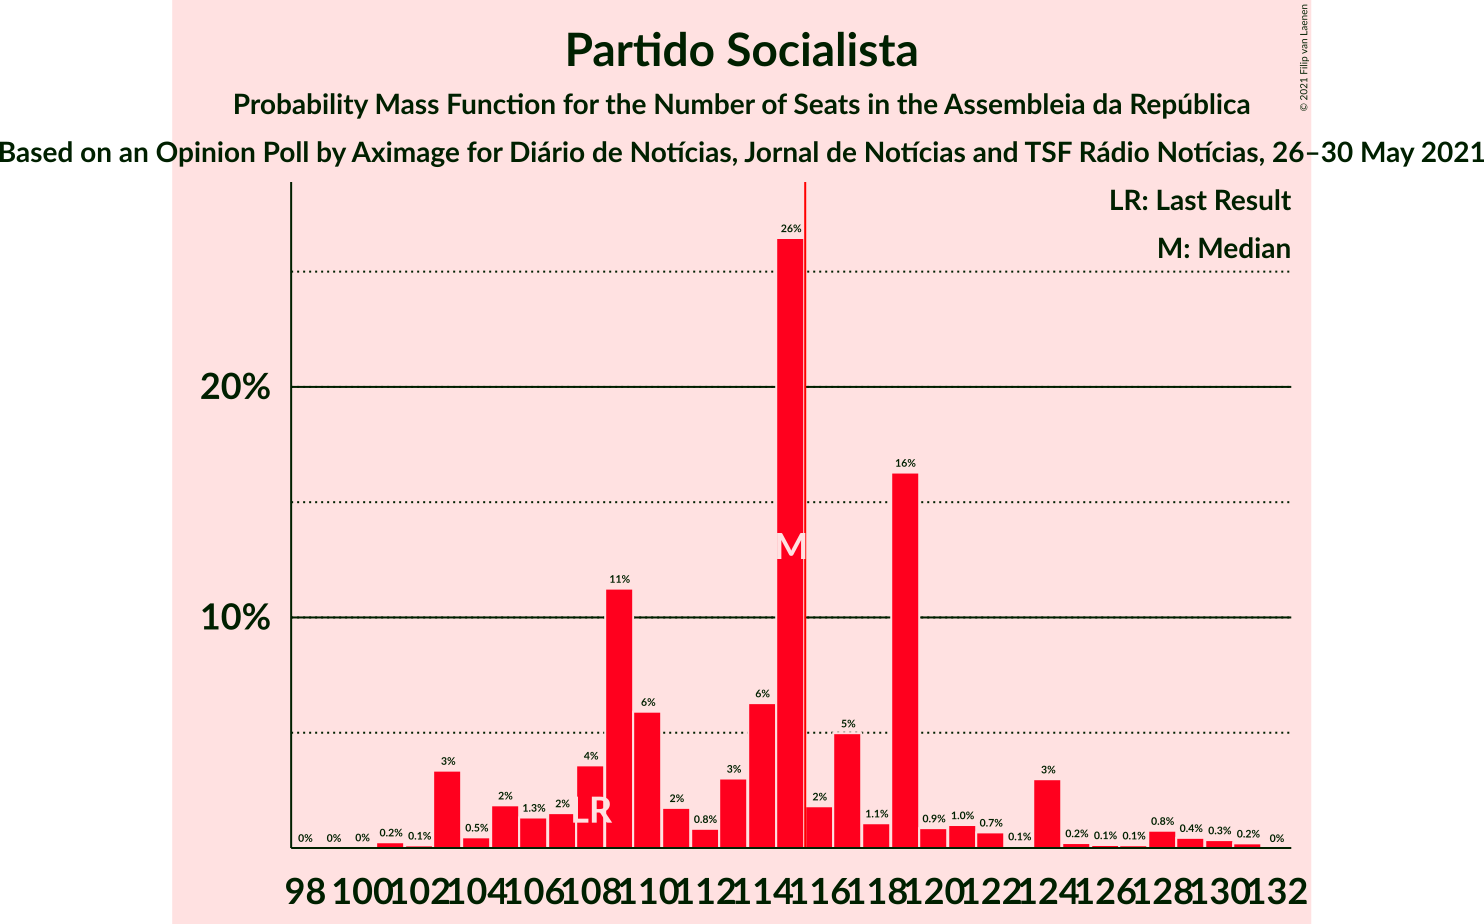 Partido Socialista
Probability Mass Function for the Number of Seats in the Assembleia da República
Based on an Opinion Poll by Aximage for Diário de Notícias, Jornal de Notícias and TSF Rádio Notícias, 26–30 May 2021
© 2021 Filip van Laenen
LR: Last Result
M: Median
20%
10%
0% 0% 0% 0.2% 0.1% 3% 0.5% 2% 1.3% 2% 4% 11% 6% 2% 0.8% 3% 6% 26% 2% 5% 1.1% 16% 0.9% 1.0% 0.7% 0.1% 3% 0.2% 0.1% 0.1% 0.8% 0.4% 0.3% 0.2% 0%
M
LR
98 100 102 104 106 108 110 112 114 116 118 120 122 124 126 128 130 132